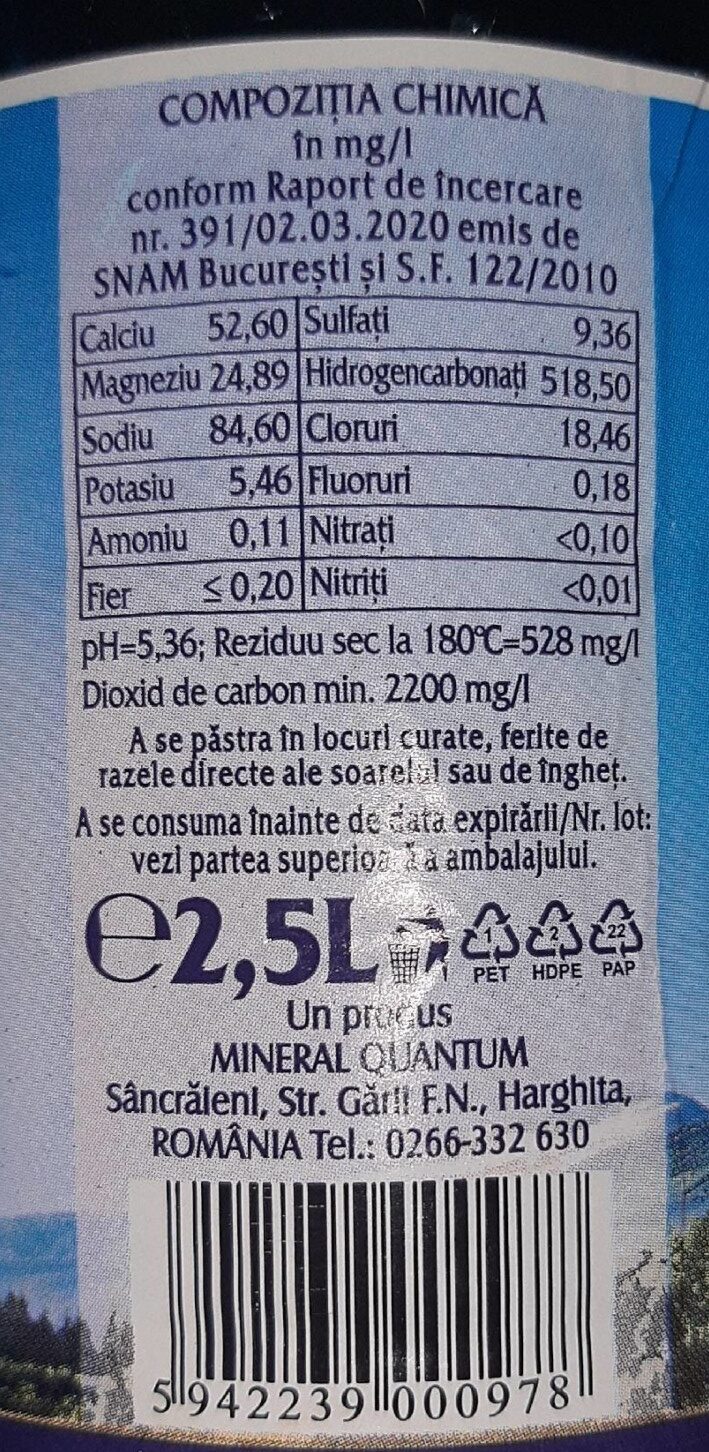 COMPOZIȚIA CHIMICĂ
în mg/l
conform Raport de încercare
nr. 391/02.03.2020 emis de
SNAM București și S.F. 122/2010
Calciu 52,60 Sulfați 9,36
Magneziu 24,89 Hidrogencarbonați 518,50
Sodiu 84,60 Cloruri 18,46
Potasiu 5,46 Fluoruri 0,18
Amoniu 0,11 Nitrați <0,10
Fier ≤ 0,20 Nitriți <0,01
pH=5,36; Reziduu sec la 180°C=528 mg/l
Dioxid de carbon min. 2200 mg/l
A se păstra în locuri curate, ferite de
razele directe ale soarelui sau de îngheț.
A se consuma înainte de data expirării/Nr. lot:
vezi partea superioară a ambalajului.
℮2,5L
1 2 22
PET HDPE PAP
Un produs
MINERAL QUANTUM
Sâncrăieni, Str. Gării F.N., Harghita,
ROMÂNIA Tel.: 0266-332 630
5 942239 000978